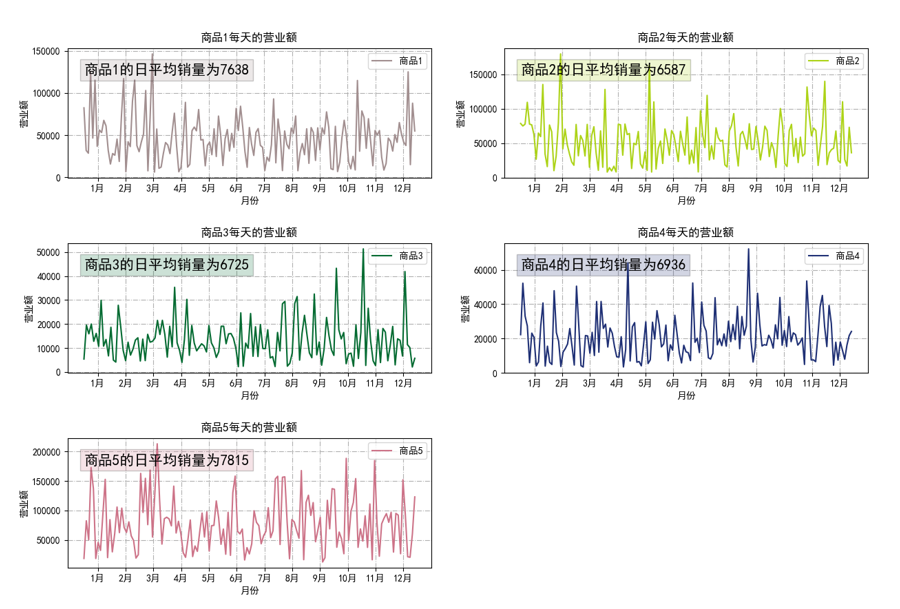 商品1每天的营业额
营业额
150000
100000
50000
0
商品1的日平均销量为7638
商品1
1月 2月 3月 4月 5月 6月 7月 8月 9月 10月 11月 12月
月份
商品2每天的营业额
营业额
150000
100000
50000
0
商品2的日平均销量为6587
商品2
1月 2月 3月 4月 5月 6月 7月 8月 9月 10月 11月 12月
月份
商品3每天的营业额
营业额
50000
40000
30000
20000
10000
0
商品3的日平均销量为6725
商品3
1月 2月 3月 4月 5月 6月 7月 8月 9月 10月 11月 12月
月份
商品4每天的营业额
营业额
60000
40000
20000
0
商品4的日平均销量为6936
商品4
1月 2月 3月 4月 5月 6月 7月 8月 9月 10月 11月 12月
月份
商品5每天的营业额
营业额
200000
150000
100000
50000
商品5的日平均销量为7815
商品5
1月 2月 3月 4月 5月 6月 7月 8月 9月 10月 11月 12月
月份